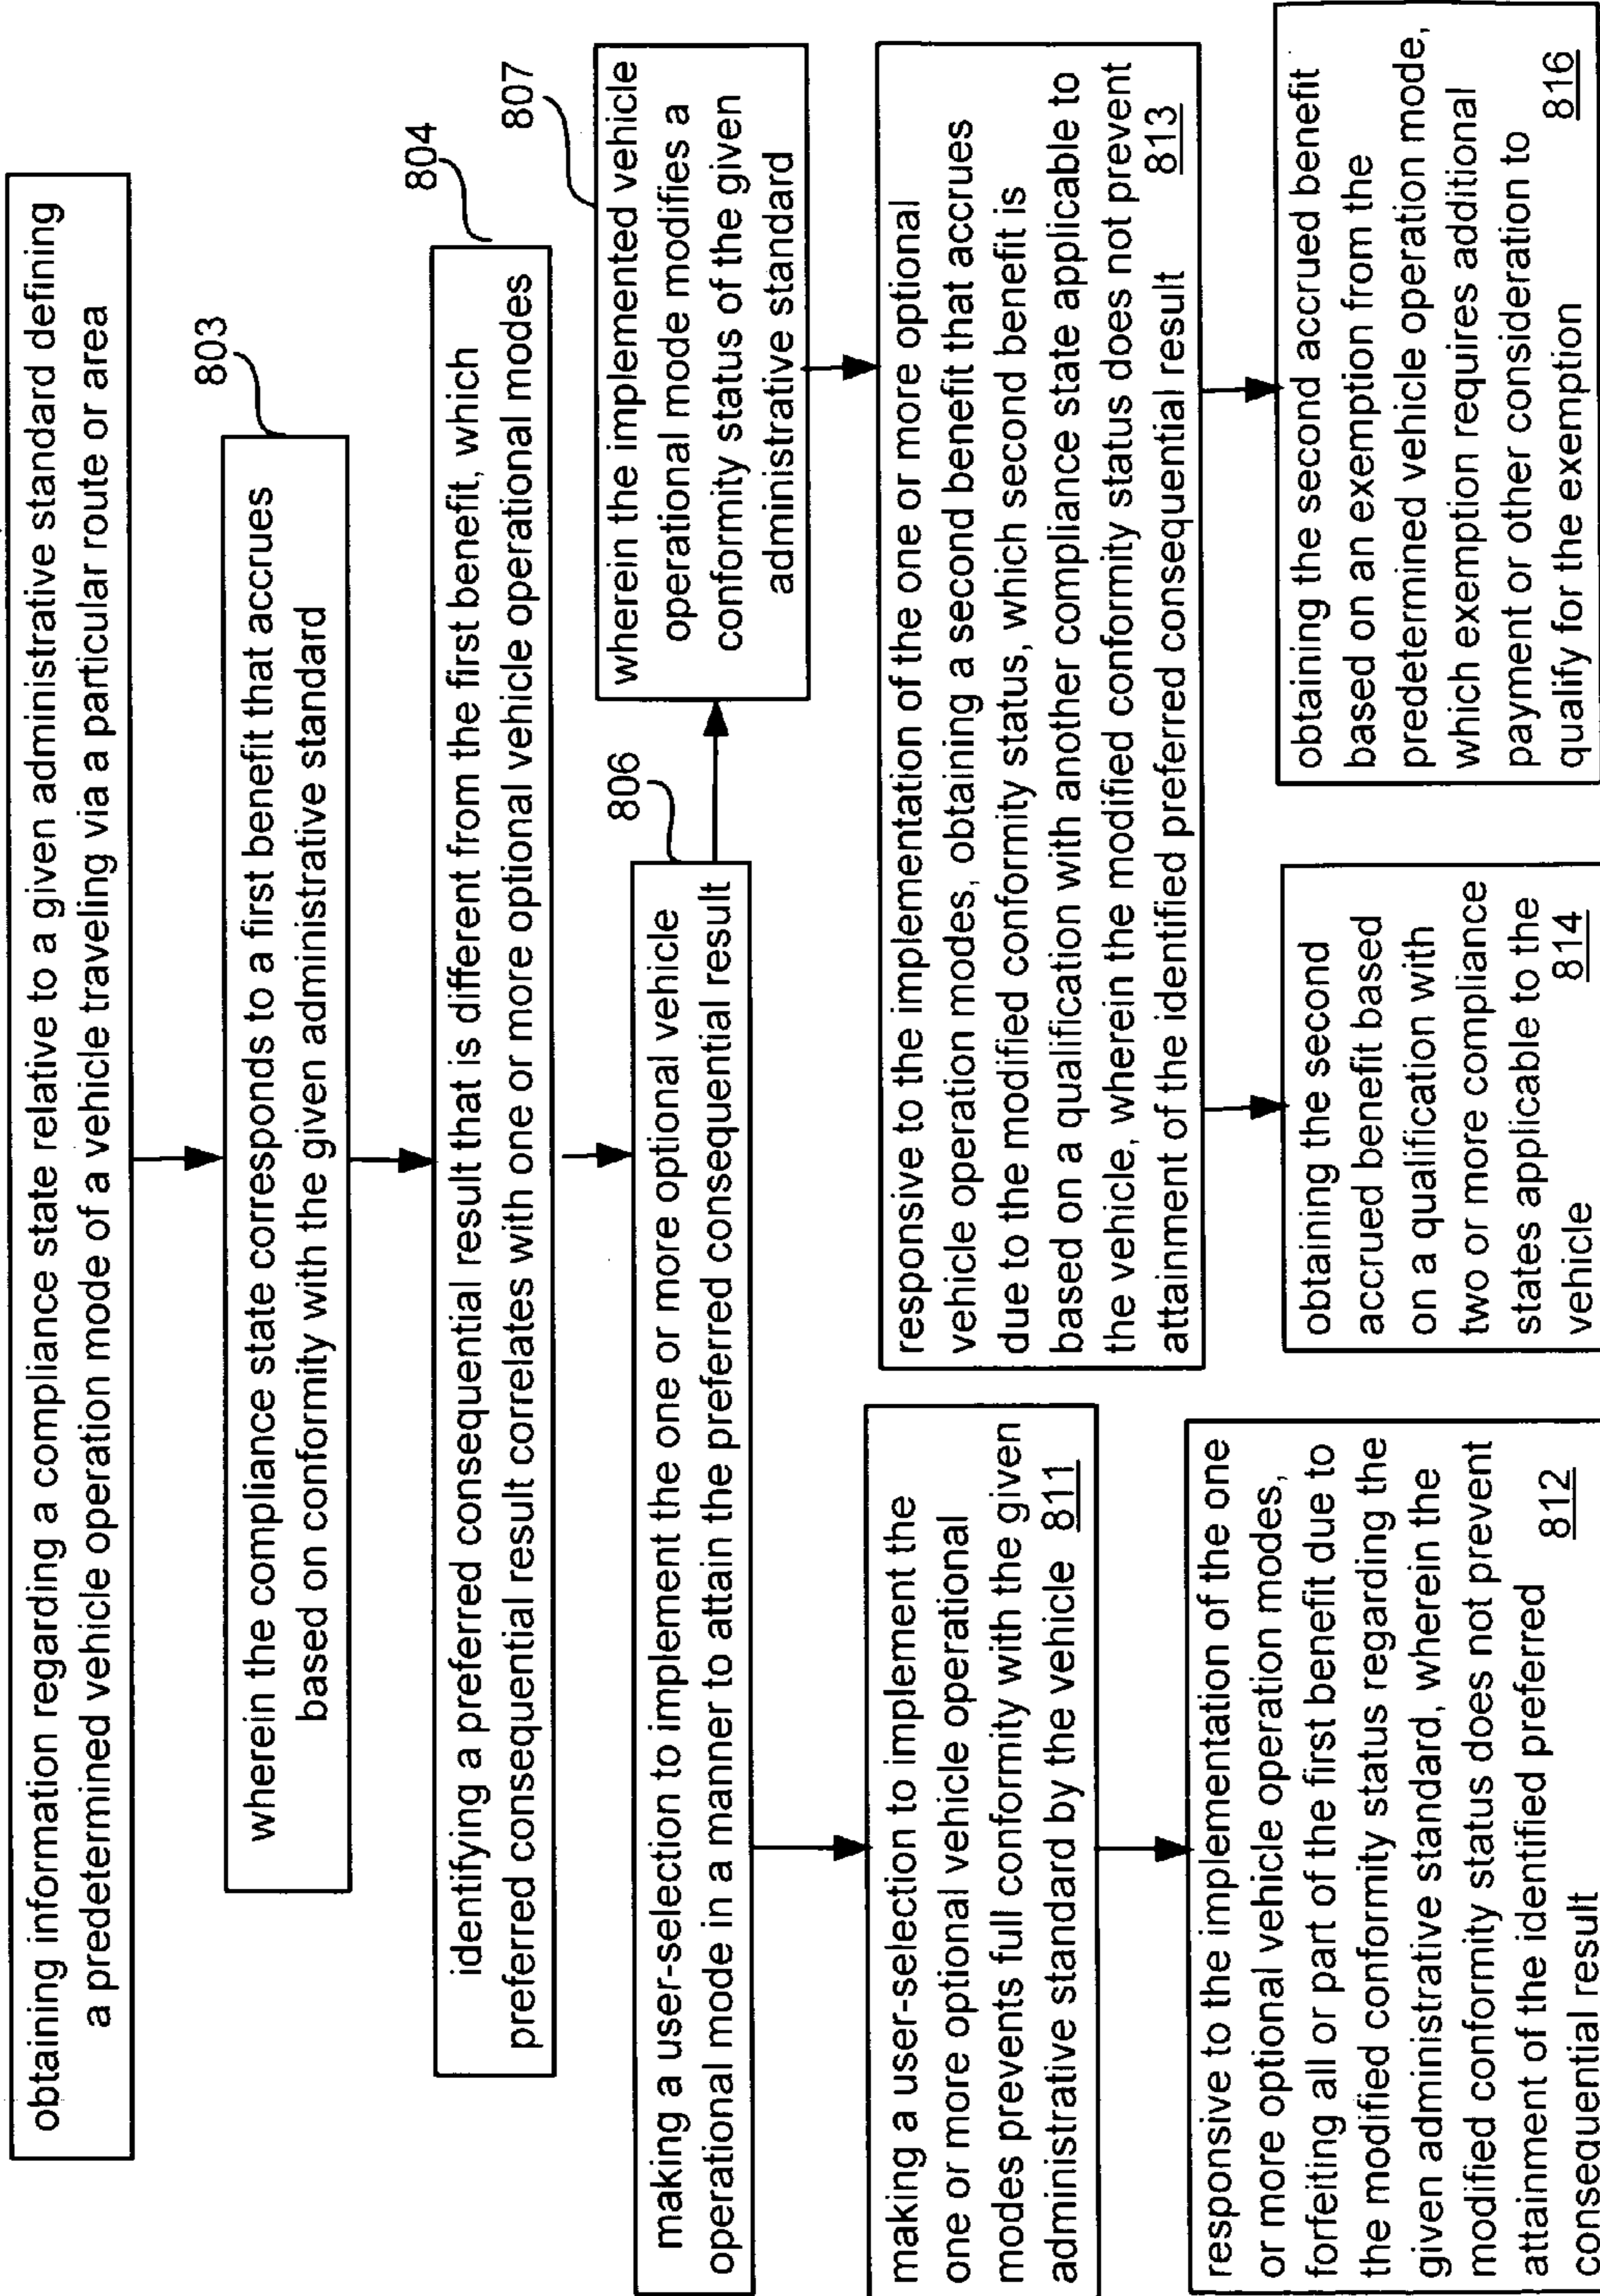 obtaining information regarding a compliance state relative to a given administrative standard defining
a predetermined vehicle operation mode of a vehicle traveling via a particular route or area
803
wherein the compliance state corresponds to a first benefit that accrues
based on conformity with the given administrative standard
804
identifying a preferred consequential result that is different from the first benefit, which
preferred consequential result correlates with one or more optional vehicle operational modes
806
making a user-selection to implement the one or more optional vehicle
operational mode in a manner to attain the preferred consequential result
807
wherein the implemented vehicle
operational mode modifies a
conformity status of the given
administrative standard
making a user-selection to implement the
one or more optional vehicle operational
modes prevents full conformity with the given
administrative standard by the vehicle 811
responsive to the implementation of the one
or more optional vehicle operation modes,
forfeiting all or part of the first benefit due to
the modified conformity status regarding the
given administrative standard, wherein the
modified conformity status does not prevent
attainment of the identified preferred
consequential result 812
responsive to the implementation of the one or more optional
vehicle operation modes, obtaining a second benefit that accrues
due to the modified conformity status, which second benefit is
based on a qualification with another compliance state applicable to
the vehicle, wherein the modified conformity status does not prevent
attainment of the identified preferred consequential result 813
obtaining the second
accrued benefit based
on a qualification with
two or more compliance
states applicable to the
vehicle 814
obtaining the second accrued benefit
based on an exemption from the
predetermined vehicle operation mode,
which exemption requires additional
payment or other consideration to
qualify for the exemption 816